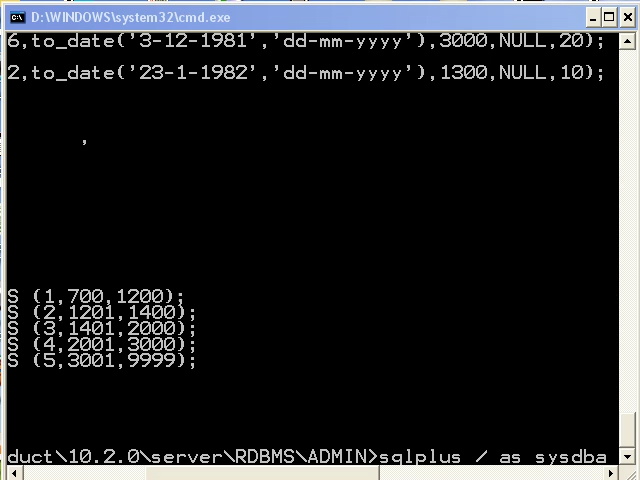 D:\WINDOWS\system32\cmd.exe
6,to_date('3-12-1981','dd-mm-yyyy'),3000,NULL,20);
2,to_date('23-1-1982','dd-mm-yyyy'),1300,NULL,10);
,
S (1,700,1200);
S (2,1201,1400);
S (3,1401,2000);
S (4,2001,3000);
S (5,3001,9999);
duct\10.2.0\server\RDBMS\ADMIN>sqlplus / as sysdba